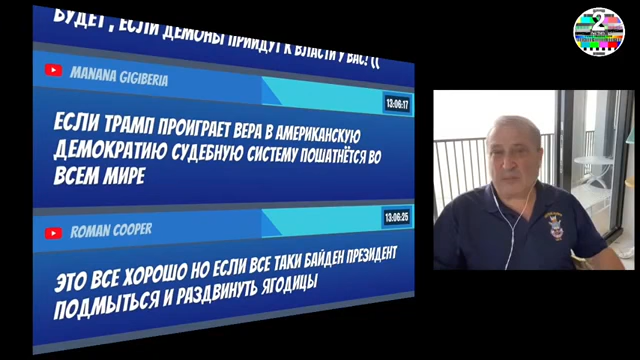 БУДЕТ, ЕСЛИ ДЕМОНЫ ПРИЙДУТ К ВЛАСТИ У ВАС! ((
MANANA GIGIBERIA
13:06:17
ЕСЛИ ТРАМП ПРОИГРАЕТ ВЕРА В АМЕРИКАНСКУЮ
ДЕМОКРАТИЮ СУДЕБНУЮ СИСТЕМУ ПОШАТНЁТСЯ ВО
ВСЕМ МИРЕ
ROMAN COOPER
13:06:25
ЭТО ВСЕ ХОРОШО НО ЕСЛИ ВСЕ ТАКИ БАЙДЕН ПРЕЗИДЕНТ
ПОДМЫТЬСЯ И РАЗДВИНУТЬ ЯГОДИЦЫ
2